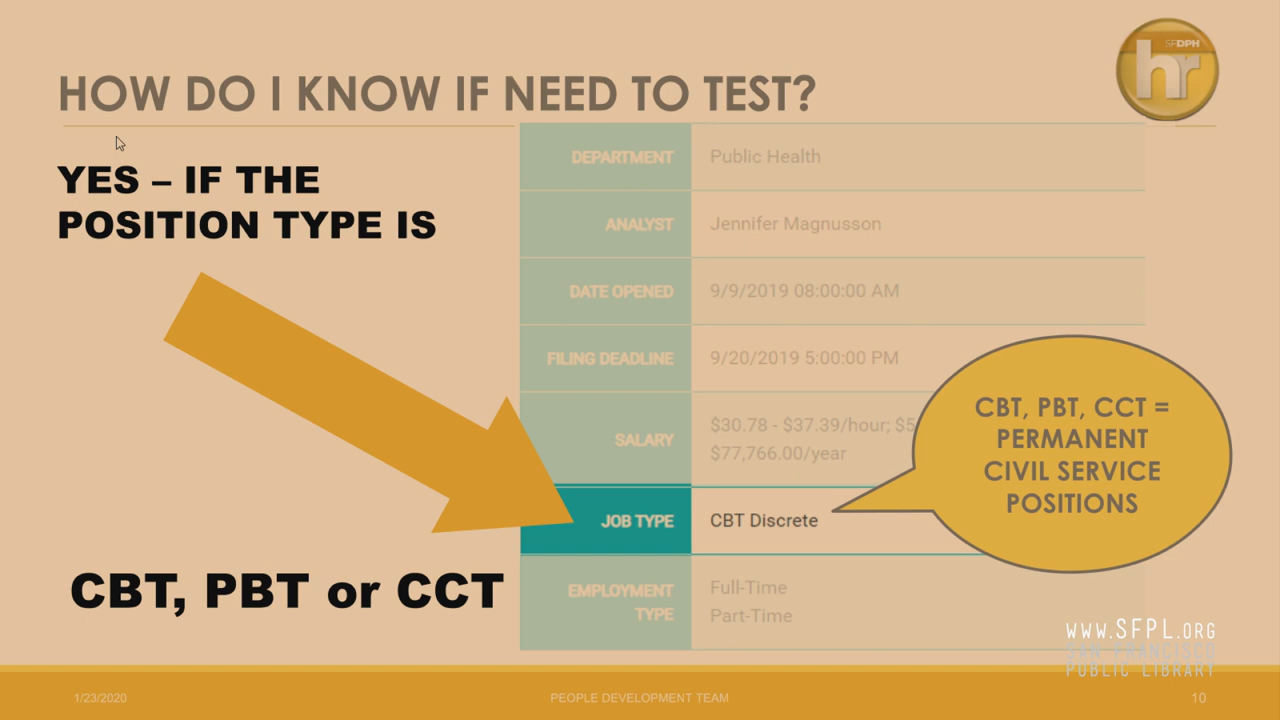 SFDPH
hr
HOW DO I KNOW IF NEED TO TEST?
YES – IF THE
POSITION TYPE IS
DEPARTMENT Public Health
ANALYST Jennifer Magnusson
DATE OPENED 9/9/2019 08:00:00 AM
FILING DEADLINE 9/20/2019 5:00:00 PM
SALARY $30.78 - $37.39/hour; $5
$77,766.00/year
CBT, PBT, CCT =
PERMANENT
CIVIL SERVICE
POSITIONS
JOB TYPE CBT Discrete
CBT, PBT or CCT
EMPLOYMENT
TYPE
Full-Time
Part-Time
WWW.SFPL.ORG
SAN FRANCISCO
PUBLIC LIBRARY
1/23/2020 PEOPLE DEVELOPMENT TEAM 10